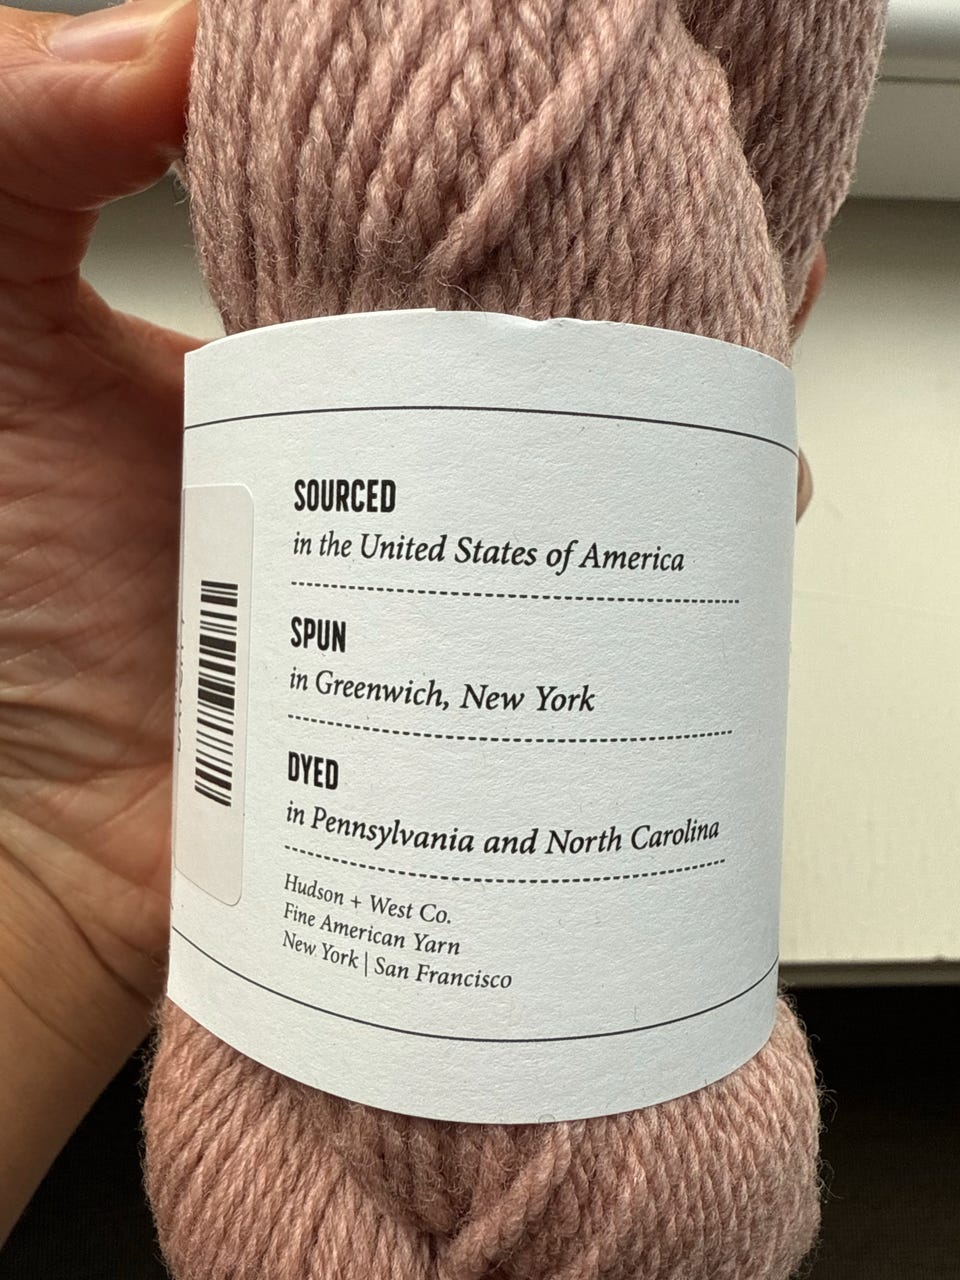 SOURCED
in the United States of America
SPUN
in Greenwich, New York
DYED
in Pennsylvania and North Carolina
Hudson + West Co.
Fine American Yarn
New York | San Francisco